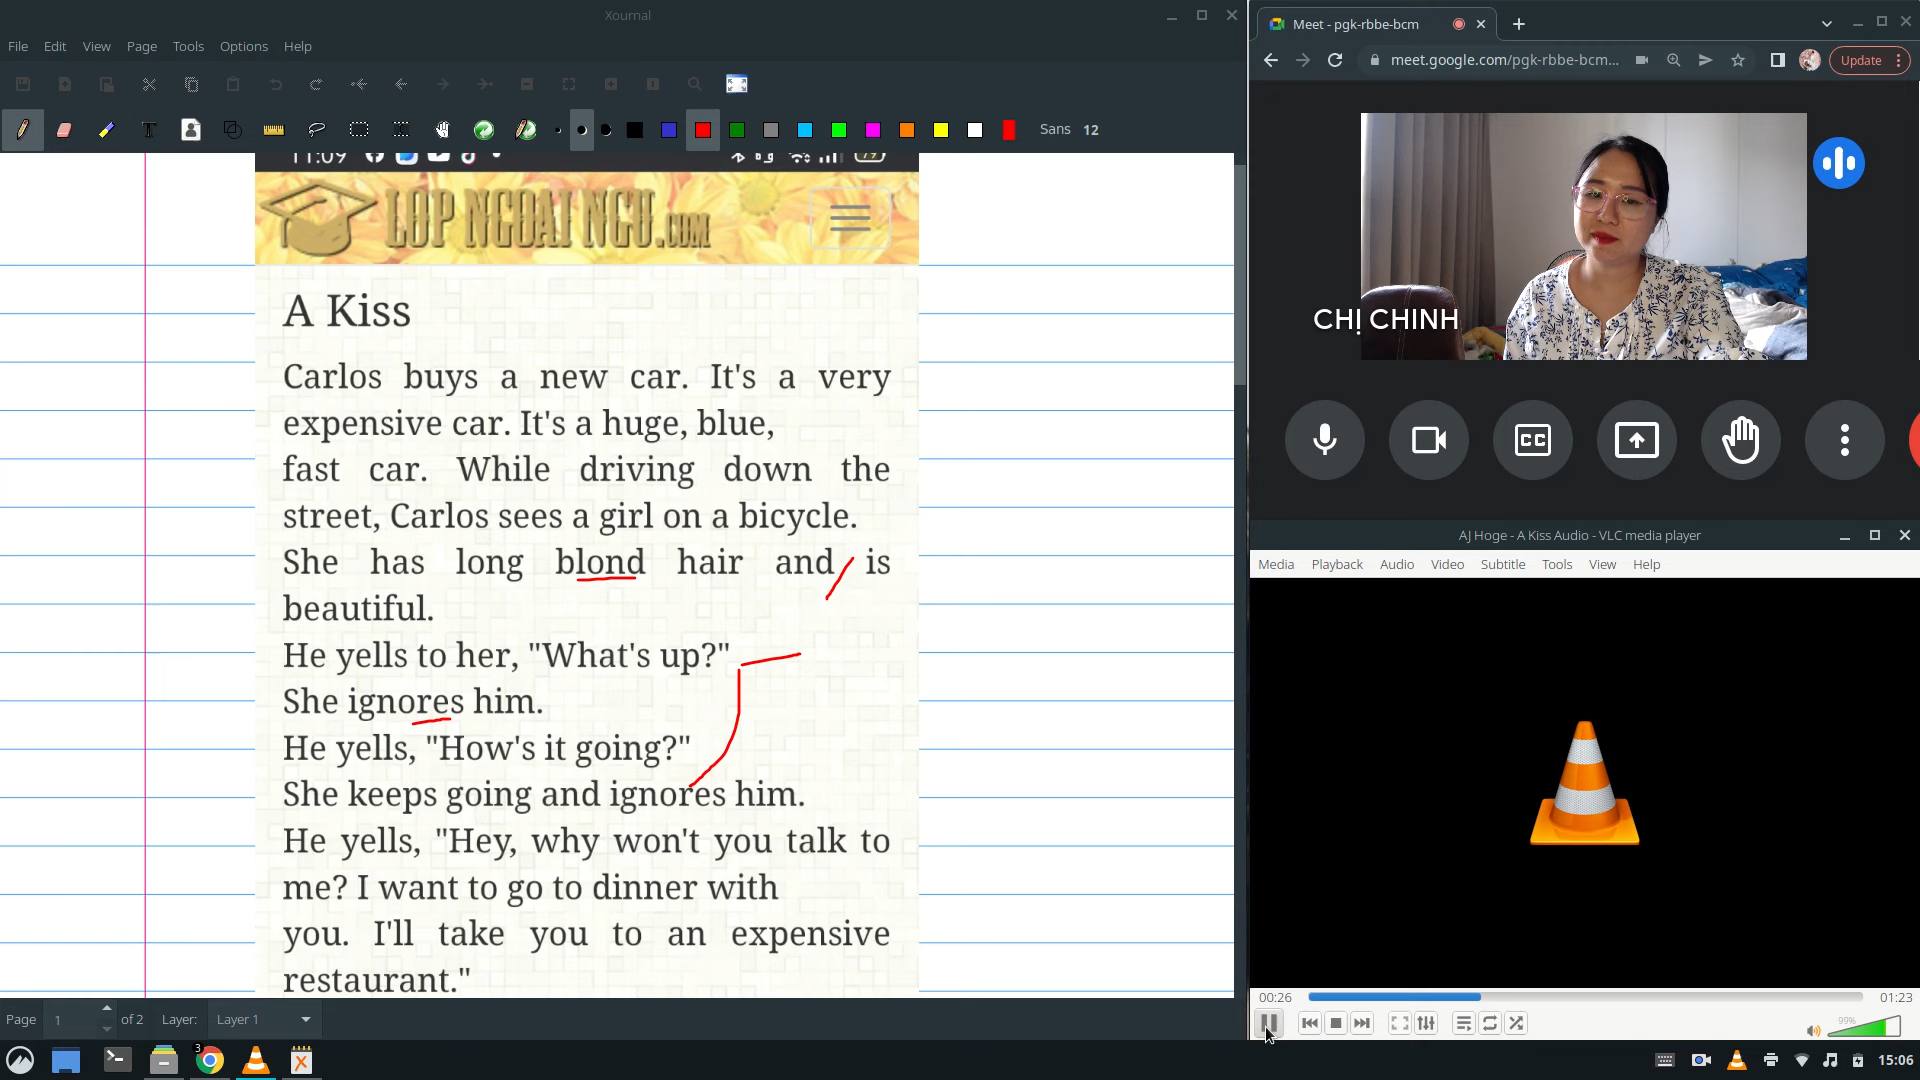 Xournal
File Edit View Page Tools Options Help
Sans 12
11:09
79
LOP NGOAI NGU.COM
A Kiss
Carlos buys a new car. It's a very
expensive car. It's a huge, blue,
fast car. While driving down the
street, Carlos sees a girl on a bicycle.
She has long blond hair and is
beautiful.
He yells to her, "What's up?"
She ignores him.
He yells, "How's it going?"
She keeps going and ignores him.
He yells, "Hey, why won't you talk to
me? I want to go to dinner with
you. I'll take you to an expensive
restaurant."
Page 1 of 2 Layer: Layer 1
Meet - pgk-rbbe-bcm
meet.google.com/pgk-rbbe-bcm...
Update
CHỊ CHINH
CC
AJ Hoge - A Kiss Audio - VLC media player
Media Playback Audio Video Subtitle Tools View Help
00:26
01:23
99%
3
15:06